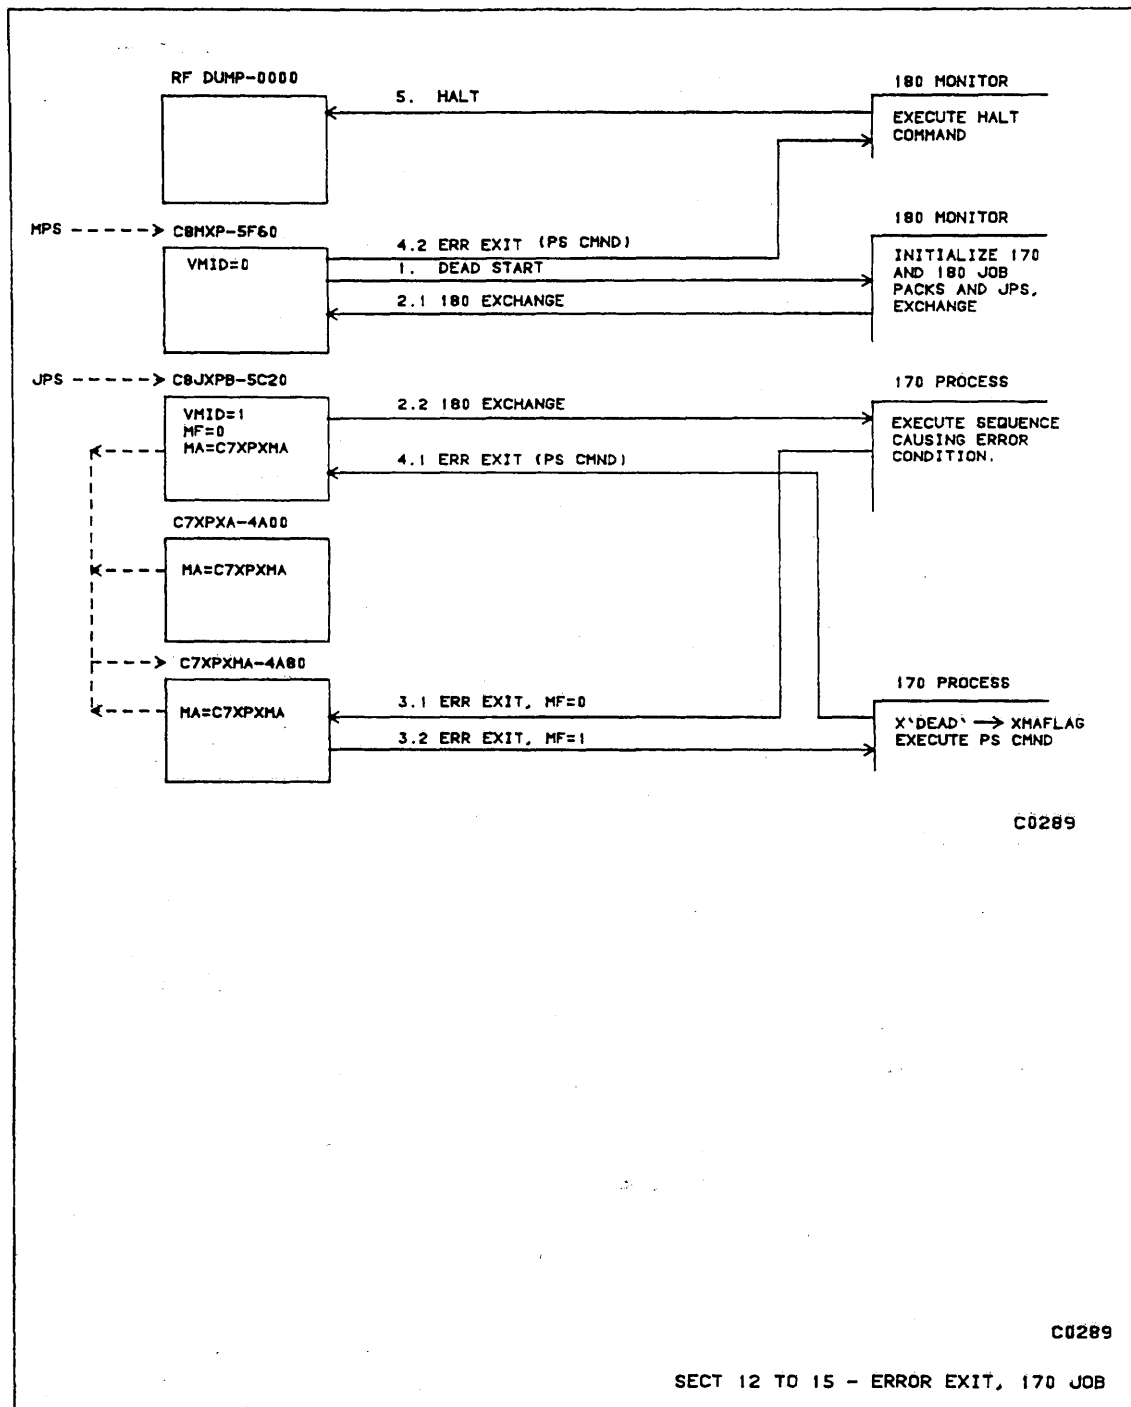 RF DUMP-0000
180 MONITOR
5. HALT
EXECUTE HALT
COMMAND
MPS
C8MXP-5F60
180 MONITOR
VMID=0
4.2 ERR EXIT (PS CMND)
1. DEAD START
2.1 180 EXCHANGE
INITIALIZE 170
AND 180 JOB
PACKS AND JPS,
EXCHANGE
JPS
C8JXPB-5C20
170 PROCESS
VMID=1
MF=0
MA=C7XPXMA
2.2 180 EXCHANGE
4.1 ERR EXIT (PS CMND)
EXECUTE SEQUENCE
CAUSING ERROR
CONDITION.
C7XPXA-4A00
MA=C7XPXMA
C7XPXMA-4A80
170 PROCESS
MA=C7XPXMA
3.1 ERR EXIT, MF=0
3.2 ERR EXIT, MF=1
X'DEAD' → XMAFLAG
EXECUTE PS CMND
C0289
C0289
SECT 12 TO 15 - ERROR EXIT, 170 JOB